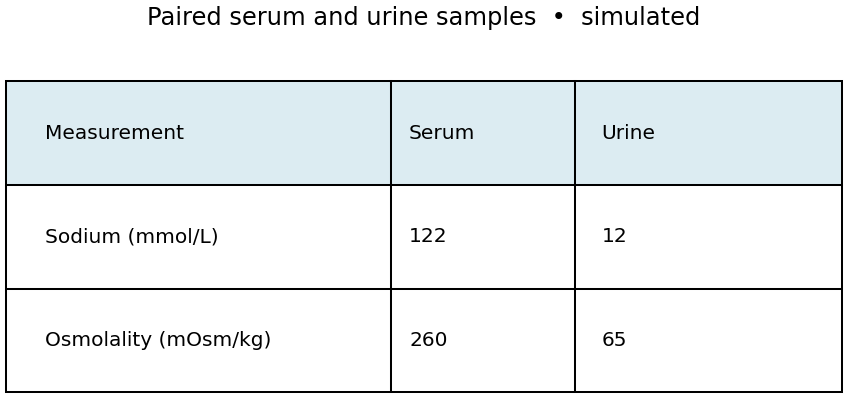 Paired serum and urine samples • simulated
Measurement Serum Urine
Sodium (mmol/L) 122 12
Osmolality (mOsm/kg) 260 65